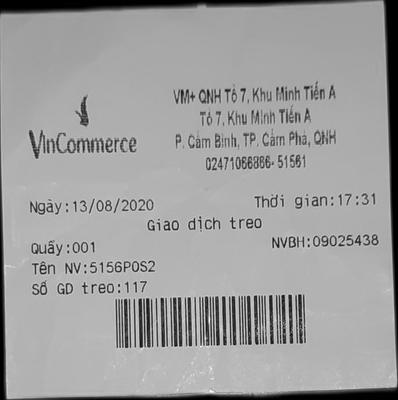 VM+ QNH Tổ 7, Khu Minh Tiến A
Tổ 7, Khu Minh Tiến A
P. Cẩm Bình, TP. Cẩm Phả, QNH
02471066866-51561
VinCommerce
Ngày:13/08/2020 Thời gian:17:31
Giao dịch treo
Quầy:001 NVBH:09025438
Tên NV:5156POS2
Số GD treo:117